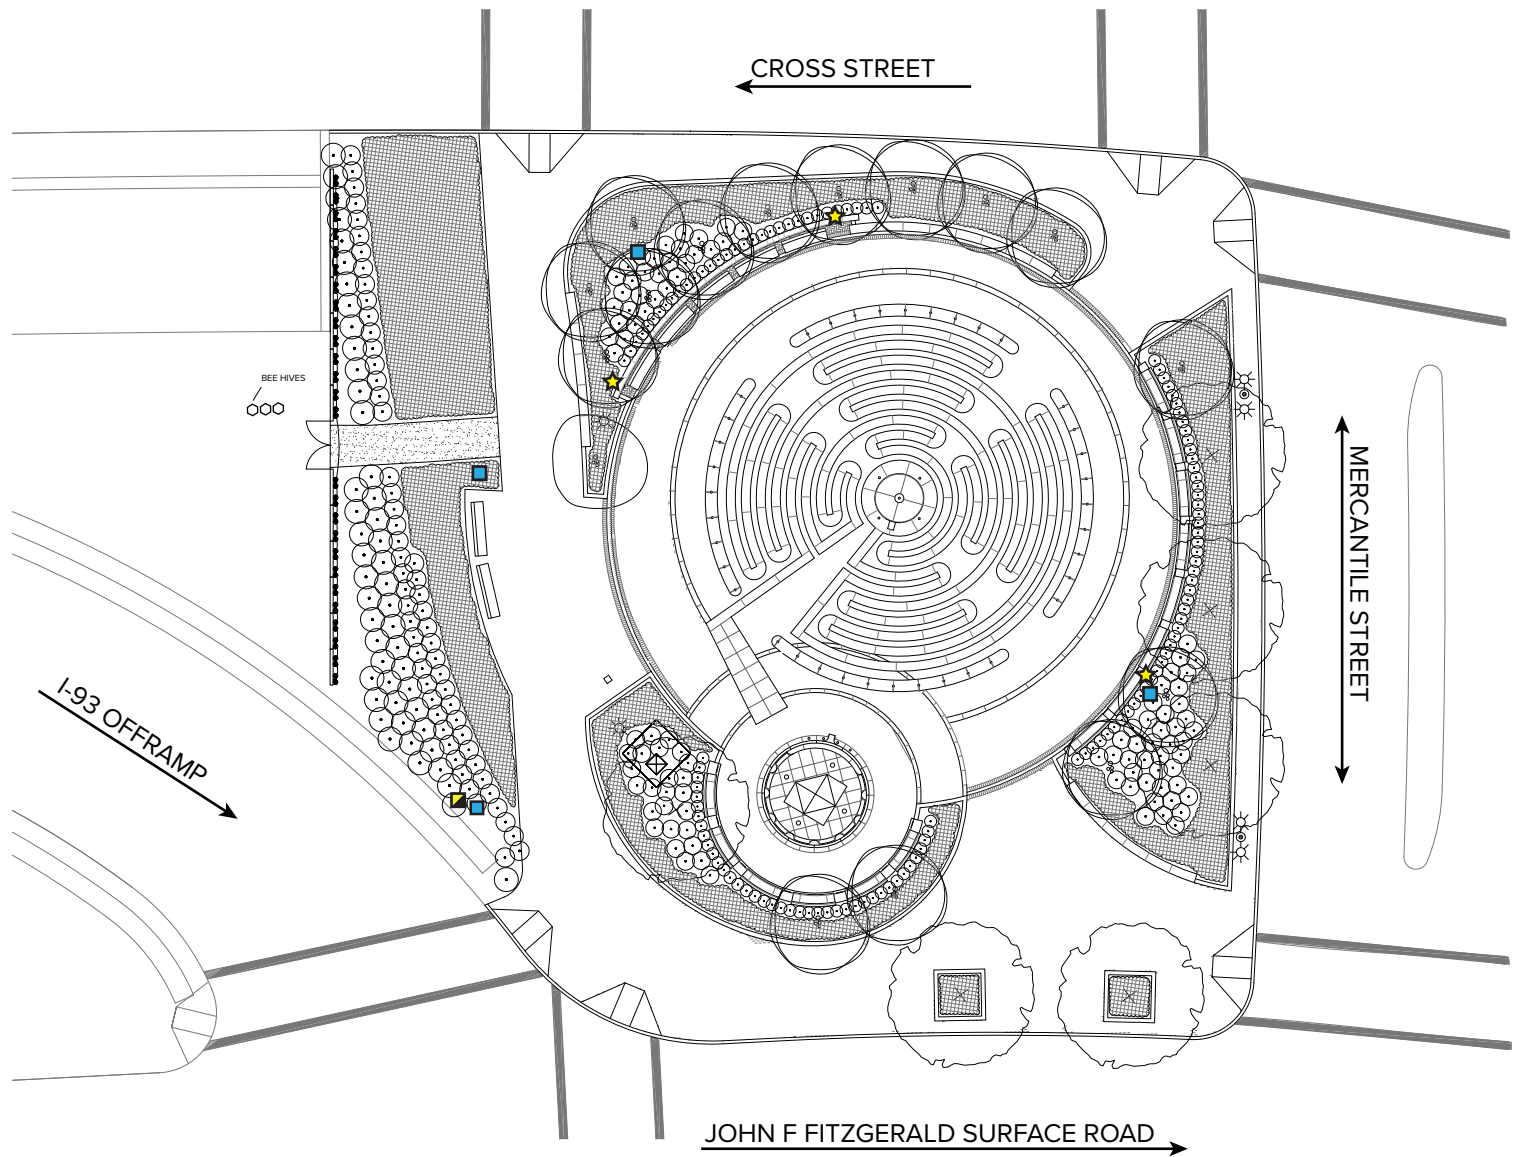 CROSS STREET
BEE HIVES
MERCANTILE STREET
I-93 OFFRAMP
JOHN F FITZGERALD SURFACE ROAD